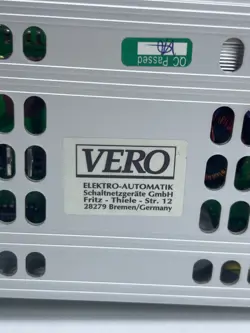 QC Passed
VERO
ELEKTRO-AUTOMATIK
Schaltnetzgeräte GmbH
Fritz - Thiele - Str. 12
28279 Bremen/Germany